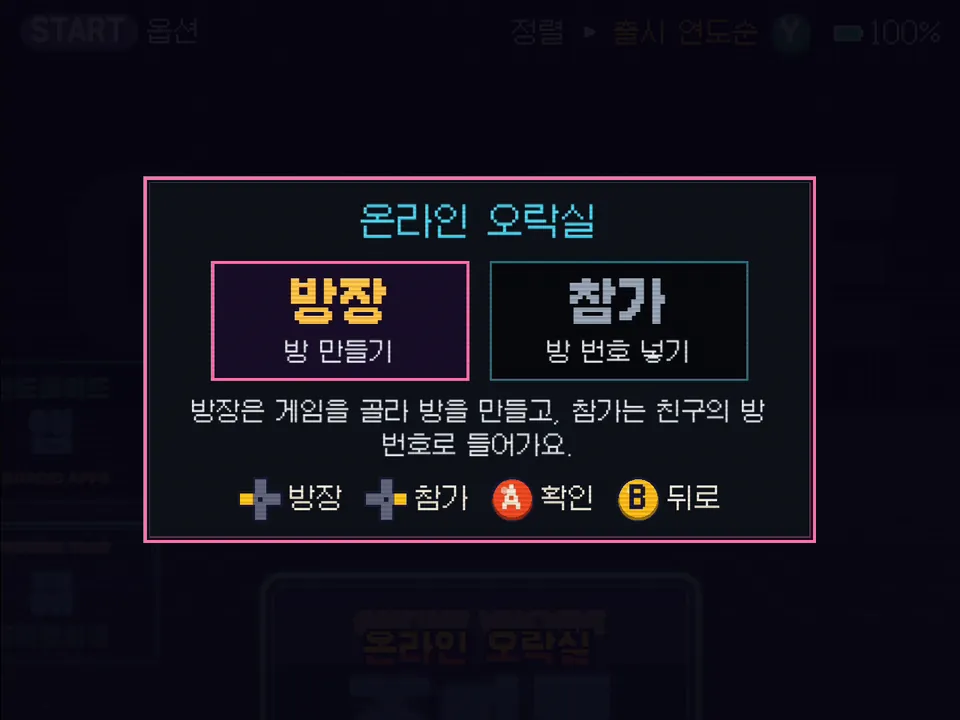 START 옵션
정렬 ▶ 출시 연도순 Y 100%
온라인 오락실
방장
방 만들기
참가
방 번호 넣기
방장은 게임을 골라 방을 만들고, 참가는 친구의 방
번호로 들어가요.
방장 참가 A 확인 B 뒤로
온라인 오락실